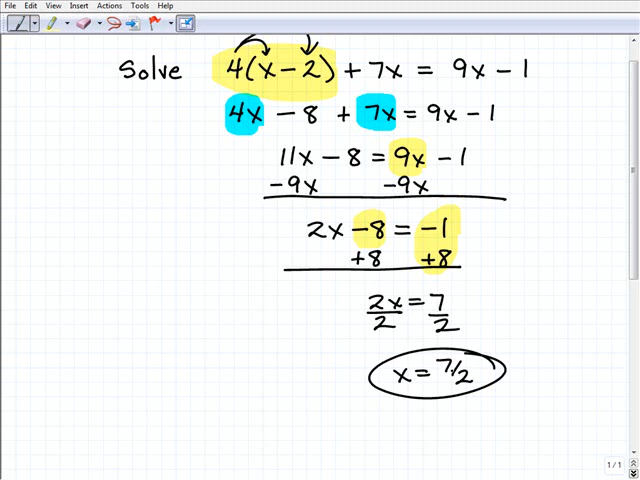 File Edit View Insert Actions Tools Help
Solve 4(x-2) + 7x = 9x - 1
4x - 8 + 7x = 9x - 1
11x - 8 = 9x - 1
-9x -9x
2x - 8 = -1
+8 +8
2x/2 = 7/2
x = 7/2
1/1